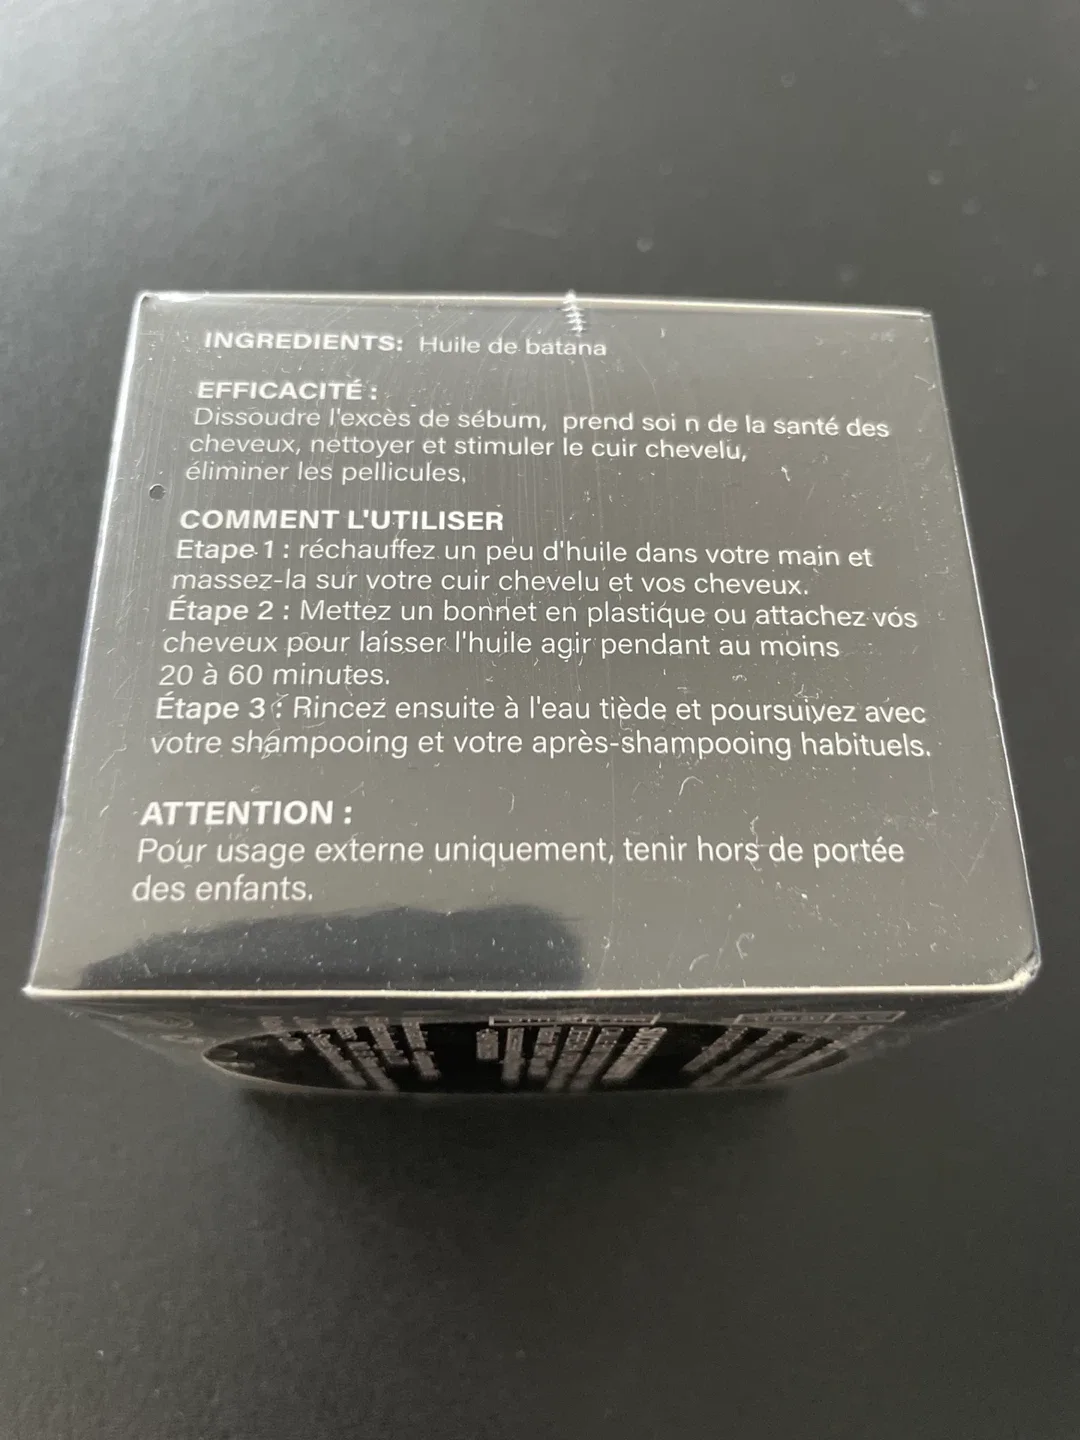 INGREDIENTS: Huile de batana
EFFICACITÉ :
Dissoudre l'excès de sébum, prend soi n de la santé des
cheveux, nettoyer et stimuler le cuir chevelu,
éliminer les pellicules,
COMMENT L'UTILISER
Etape 1 : réchauffez un peu d'huile dans votre main et
massez-la sur votre cuir chevelu et vos cheveux.
Étape 2 : Mettez un bonnet en plastique ou attachez vos
cheveux pour laisser l'huile agir pendant au moins
20 à 60 minutes.
Étape 3 : Rincez ensuite à l'eau tiède et poursuivez avec
votre shampooing et votre après-shampooing habituels.
ATTENTION :
Pour usage externe uniquement, tenir hors de portée
des enfants.